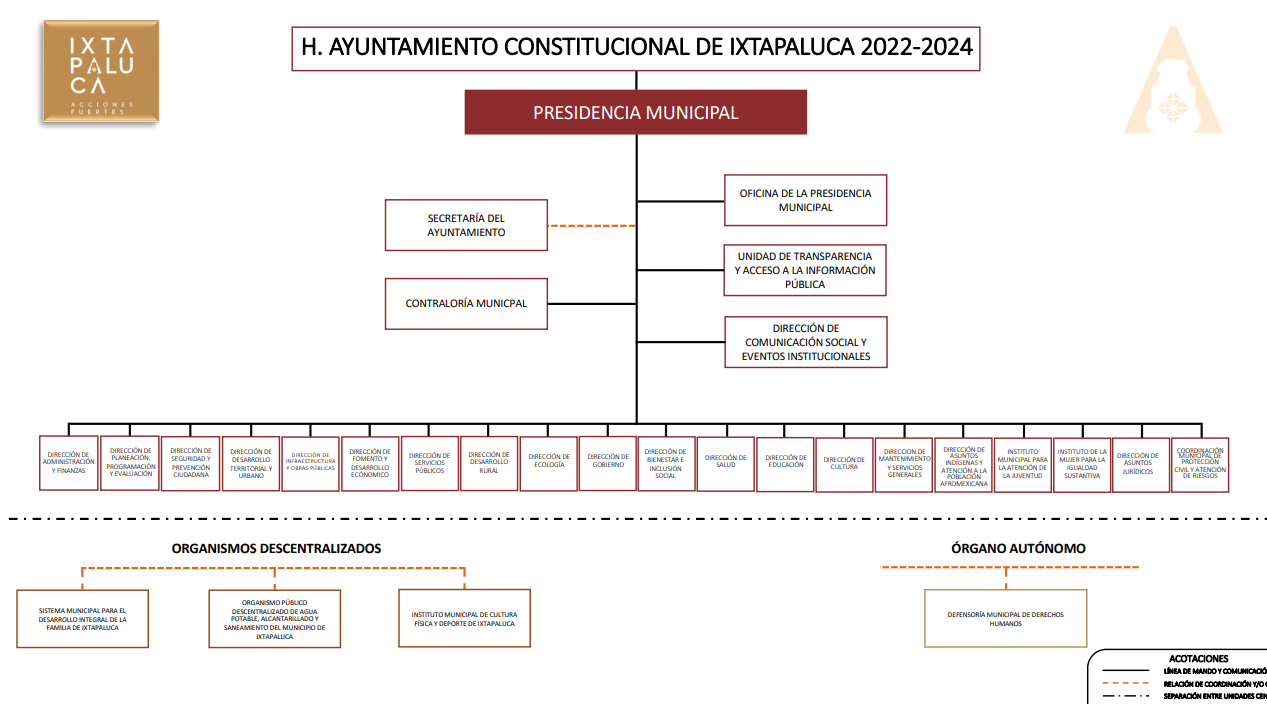 IXTA
PALU
CA
ACCIONES
FUERTES
H. AYUNTAMIENTO CONSTITUCIONAL DE IXTAPALUCA 2022-2024
PRESIDENCIA MUNICIPAL
OFICINA DE LA PRESIDENCIA
MUNICIPAL
SECRETARÍA DEL
AYUNTAMIENTO
UNIDAD DE TRANSPARENCIA
Y ACCESO A LA INFORMACIÓN
PÚBLICA
CONTRALORÍA MUNICPAL
DIRECCIÓN DE
COMUNICACIÓN SOCIAL Y
EVENTOS INSTITUCIONALES
DIRECCIÓN DE
ADMINISTRACIÓN
Y FINANZAS
DIRECCIÓN DE
PLANEACIÓN,
PROGRAMACIÓN
Y EVALUACIÓN
DIRECCIÓN DE
SEGURIDAD Y
PREVENCIÓN
CIUDADANA
DIRECCIÓN DE
DESARROLLO
TERRITORIAL Y
URBANO
DIRECCIÓN DE
INFRAESTRUCTURA
Y OBRAS PÚBLICAS
DIRECCIÓN DE
FOMENTO Y
DESARROLLO
ECÓNOMICO
DIRECCIÓN DE
SERVICIOS
PÚBLICOS
DIRECCIÓN DE
DESARROLLO
RURAL
DIRECCIÓN DE
ECOLOGÍA
DIRECCIÓN DE
GOBIERNO
DIRECCIÓN DE
BIENESTAR E
INCLUSIÓN
SOCIAL
DIRECCIÓN DE
SALUD
DIRECCIÓN DE
EDUCACIÓN
DIRECCIÓN DE
CULTURA
DIRECCION DE
MANTENIMIENTO
Y SERVICIOS
GENERALES
DIRECCIÓN DE
ASUNTOS
INDÍGENAS Y
ATENCIÓN A LA
POBLACIÓN
AFROMEXICANA
INSTITUTO
MUNICIPAL PARA
LA ATENCIÓN DE
LA JUVENTUD
INSTITUTO DE LA
MUJER PARA LA
IGUALDAD
SUSTANTIVA
DIRECCIÓN DE
ASUNTOS
JURÍDICOS
COORDINACIÓN
MUNICIPAL DE
PROTECCIÓN
CIVIL Y ATENCIÓN
DE RIESGOS
ORGANISMOS DESCENTRALIZADOS
SISTEMA MUNICIPAL PARA EL
DESARROLLO INTEGRAL DE LA
FAMILIA DE IXTAPALUCA
ORGANISMO PÚBLICO
DESCENTRALIZADO DE AGUA
POTABLE, ALCANTARILLADO Y
SANEAMIENTO DEL MUNICIPIO DE
IXTAPALUCA
INSTITUTO MUNICIPAL DE CULTURA
FÍSICA Y DEPORTE DE IXTAPALUCA
ÓRGANO AUTÓNOMO
DEFENSORÍA MUNICIPAL DE DERECHOS
HUMANOS
ACOTACIONES
LÍNEA DE MANDO Y COMUNICACIÓ
RELACIÓN DE COORDINACIÓN Y/O
SEPARACIÓN ENTRE UNIDADES CEN